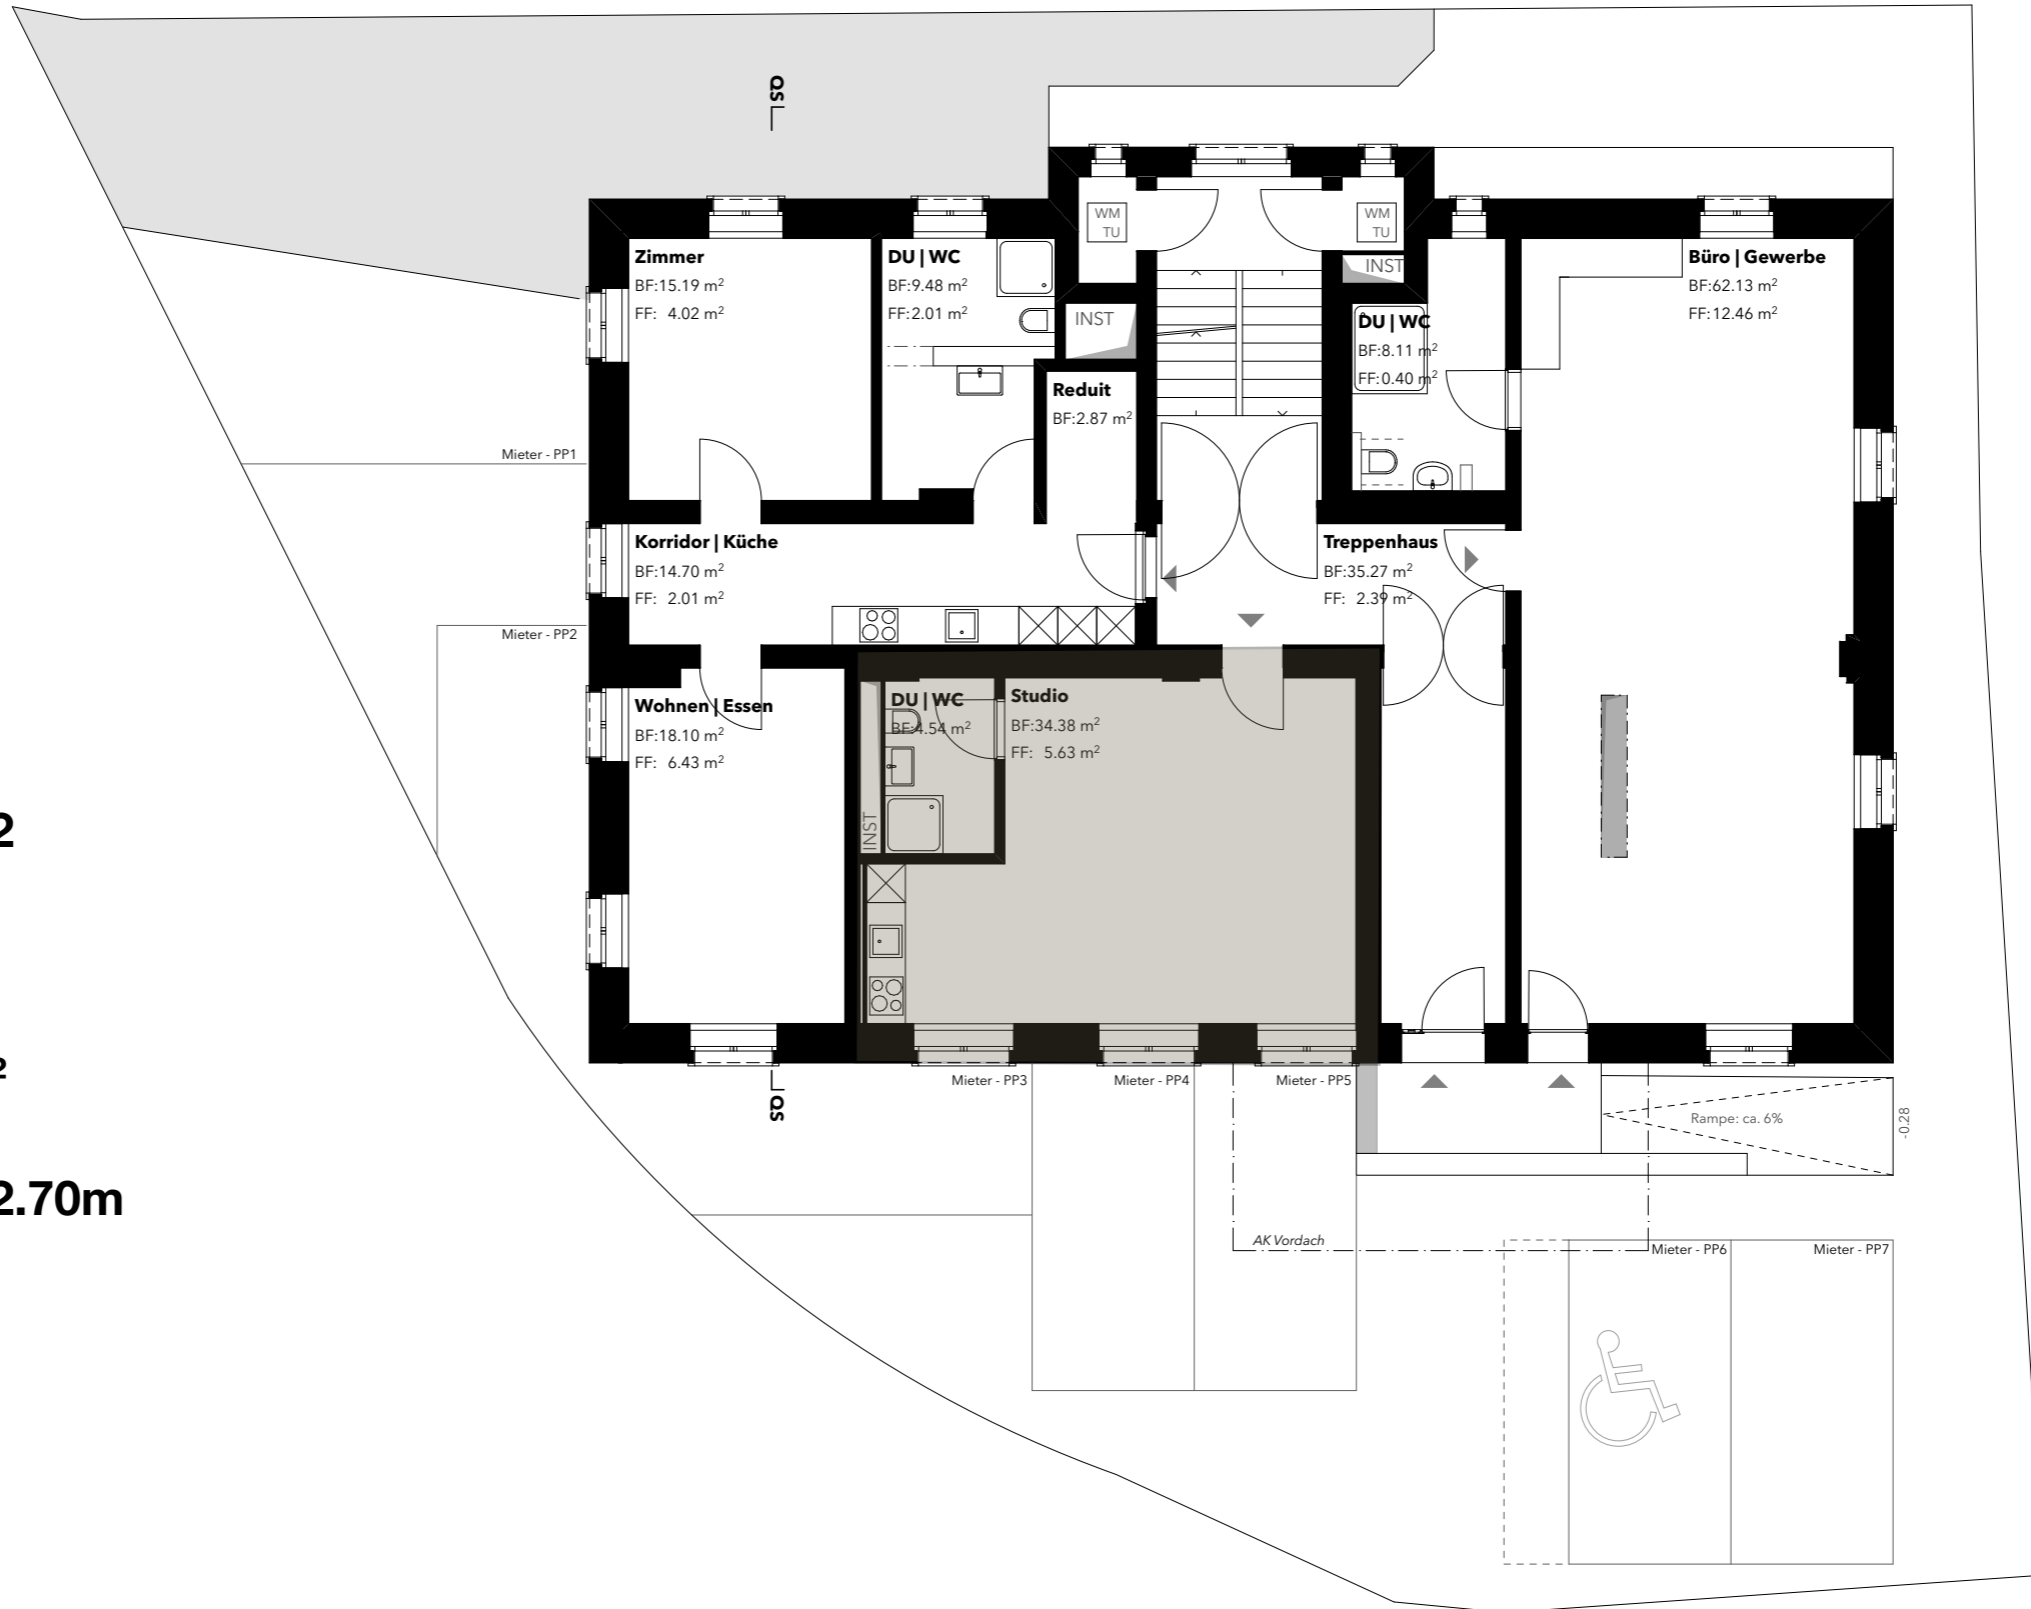 QS
WM
TU
WM
TU
Zimmer
BF:15.19 m²
FF: 4.02 m²
DU | WC
BF:9.48 m²
FF:2.01 m²
INST
INST
Büro | Gewerbe
BF:62.13 m²
FF:12.46 m²
DU | WC
BF:8.11 m²
FF:0.40 m²
Reduit
BF:2.87 m²
Mieter - PP1
Korridor | Küche
BF:14.70 m²
FF: 2.01 m²
Treppenhaus
BF:35.27 m²
FF: 2.39 m²
Mieter - PP2
Wohnen | Essen
BF:18.10 m²
FF: 6.43 m²
DU | WC
BF:4.54 m²
Studio
BF:34.38 m²
FF: 5.63 m²
INST
2
2
2.70m
QS
Mieter - PP3
Mieter - PP4
Mieter - PP5
Rampe: ca. 6%
-0.28
AK Vordach
Mieter - PP6
Mieter - PP7